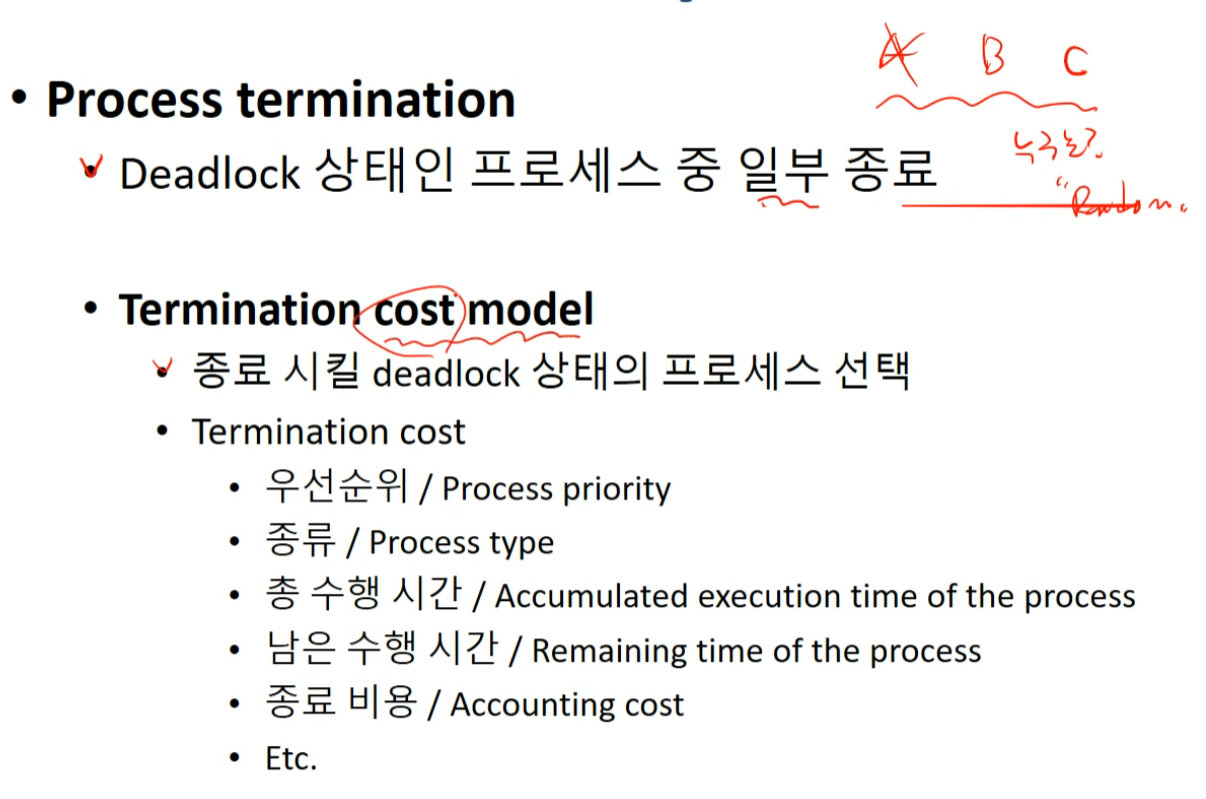 A B C
• Process termination
누구는?
Deadlock 상태인 프로세스 중 일부 종료
"Random"
• Termination cost model
종료 시킬 deadlock 상태의 프로세스 선택
• Termination cost
• 우선순위 / Process priority
• 종류 / Process type
• 총 수행 시간 / Accumulated execution time of the process
• 남은 수행 시간 / Remaining time of the process
• 종료 비용 / Accounting cost
• Etc.